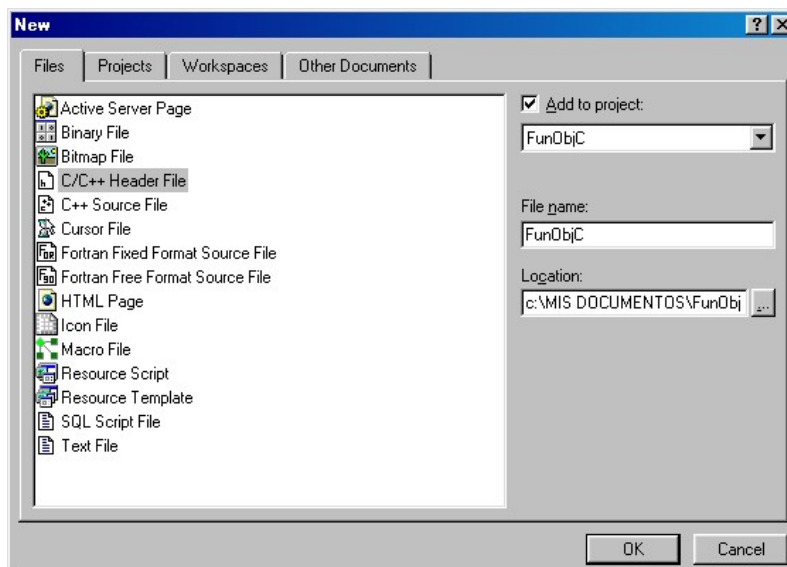 New
Files
Projects
Workspaces
Other Documents
Active Server Page
Binary File
Bitmap File
C/C++ Header File
C++ Source File
Cursor File
Fortran Fixed Format Source File
Fortran Free Format Source File
HTML Page
Icon File
Macro File
Resource Script
Resource Template
SQL Script File
Text File
Add to project:
FunObjC
File name:
FunObjC
Location:
c:\MIS DOCUMENTOS\FunObj
...
OK
Cancel